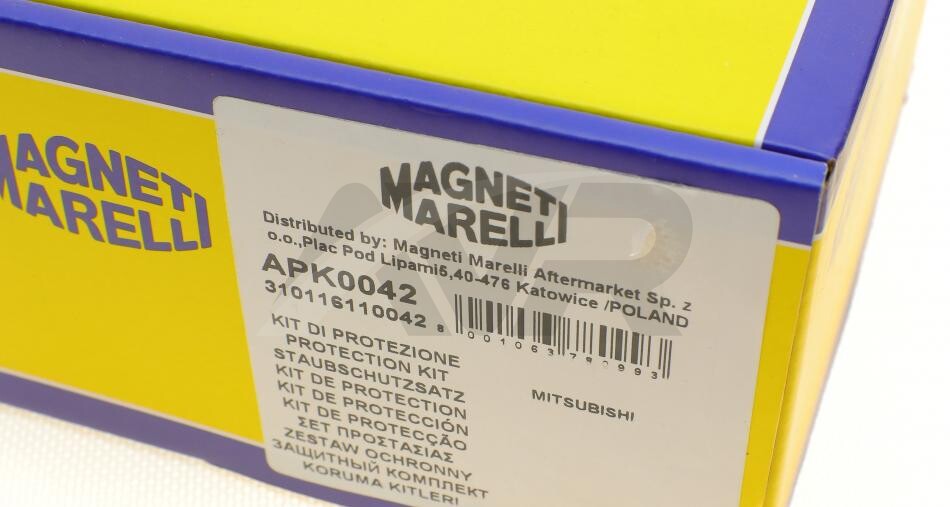 MAGNETI
MARELLI
MAGNETI
MARELLI
Distributed by: Magneti Marelli Aftermarket Sp. z
o.o.,Plac Pod Lipami5,40-476 Katowice /POLAND
APK0042
310116110042
KIT DI PROTEZIONE
PROTECTION KIT
STAUBSCHUTZSATZ
KIT DE PROTECTION
KIT DE PROTECCIÓN
KIT DE PROTECÇÃO
ΣΕΤ ΠΡΟΣΤΑΣΙΑΣ
ZESTAW OCHRONNY
ЗАЩИТНЫЙ КОМПЛЕКТ
KORUMA KITLERI
MITSUBISHI